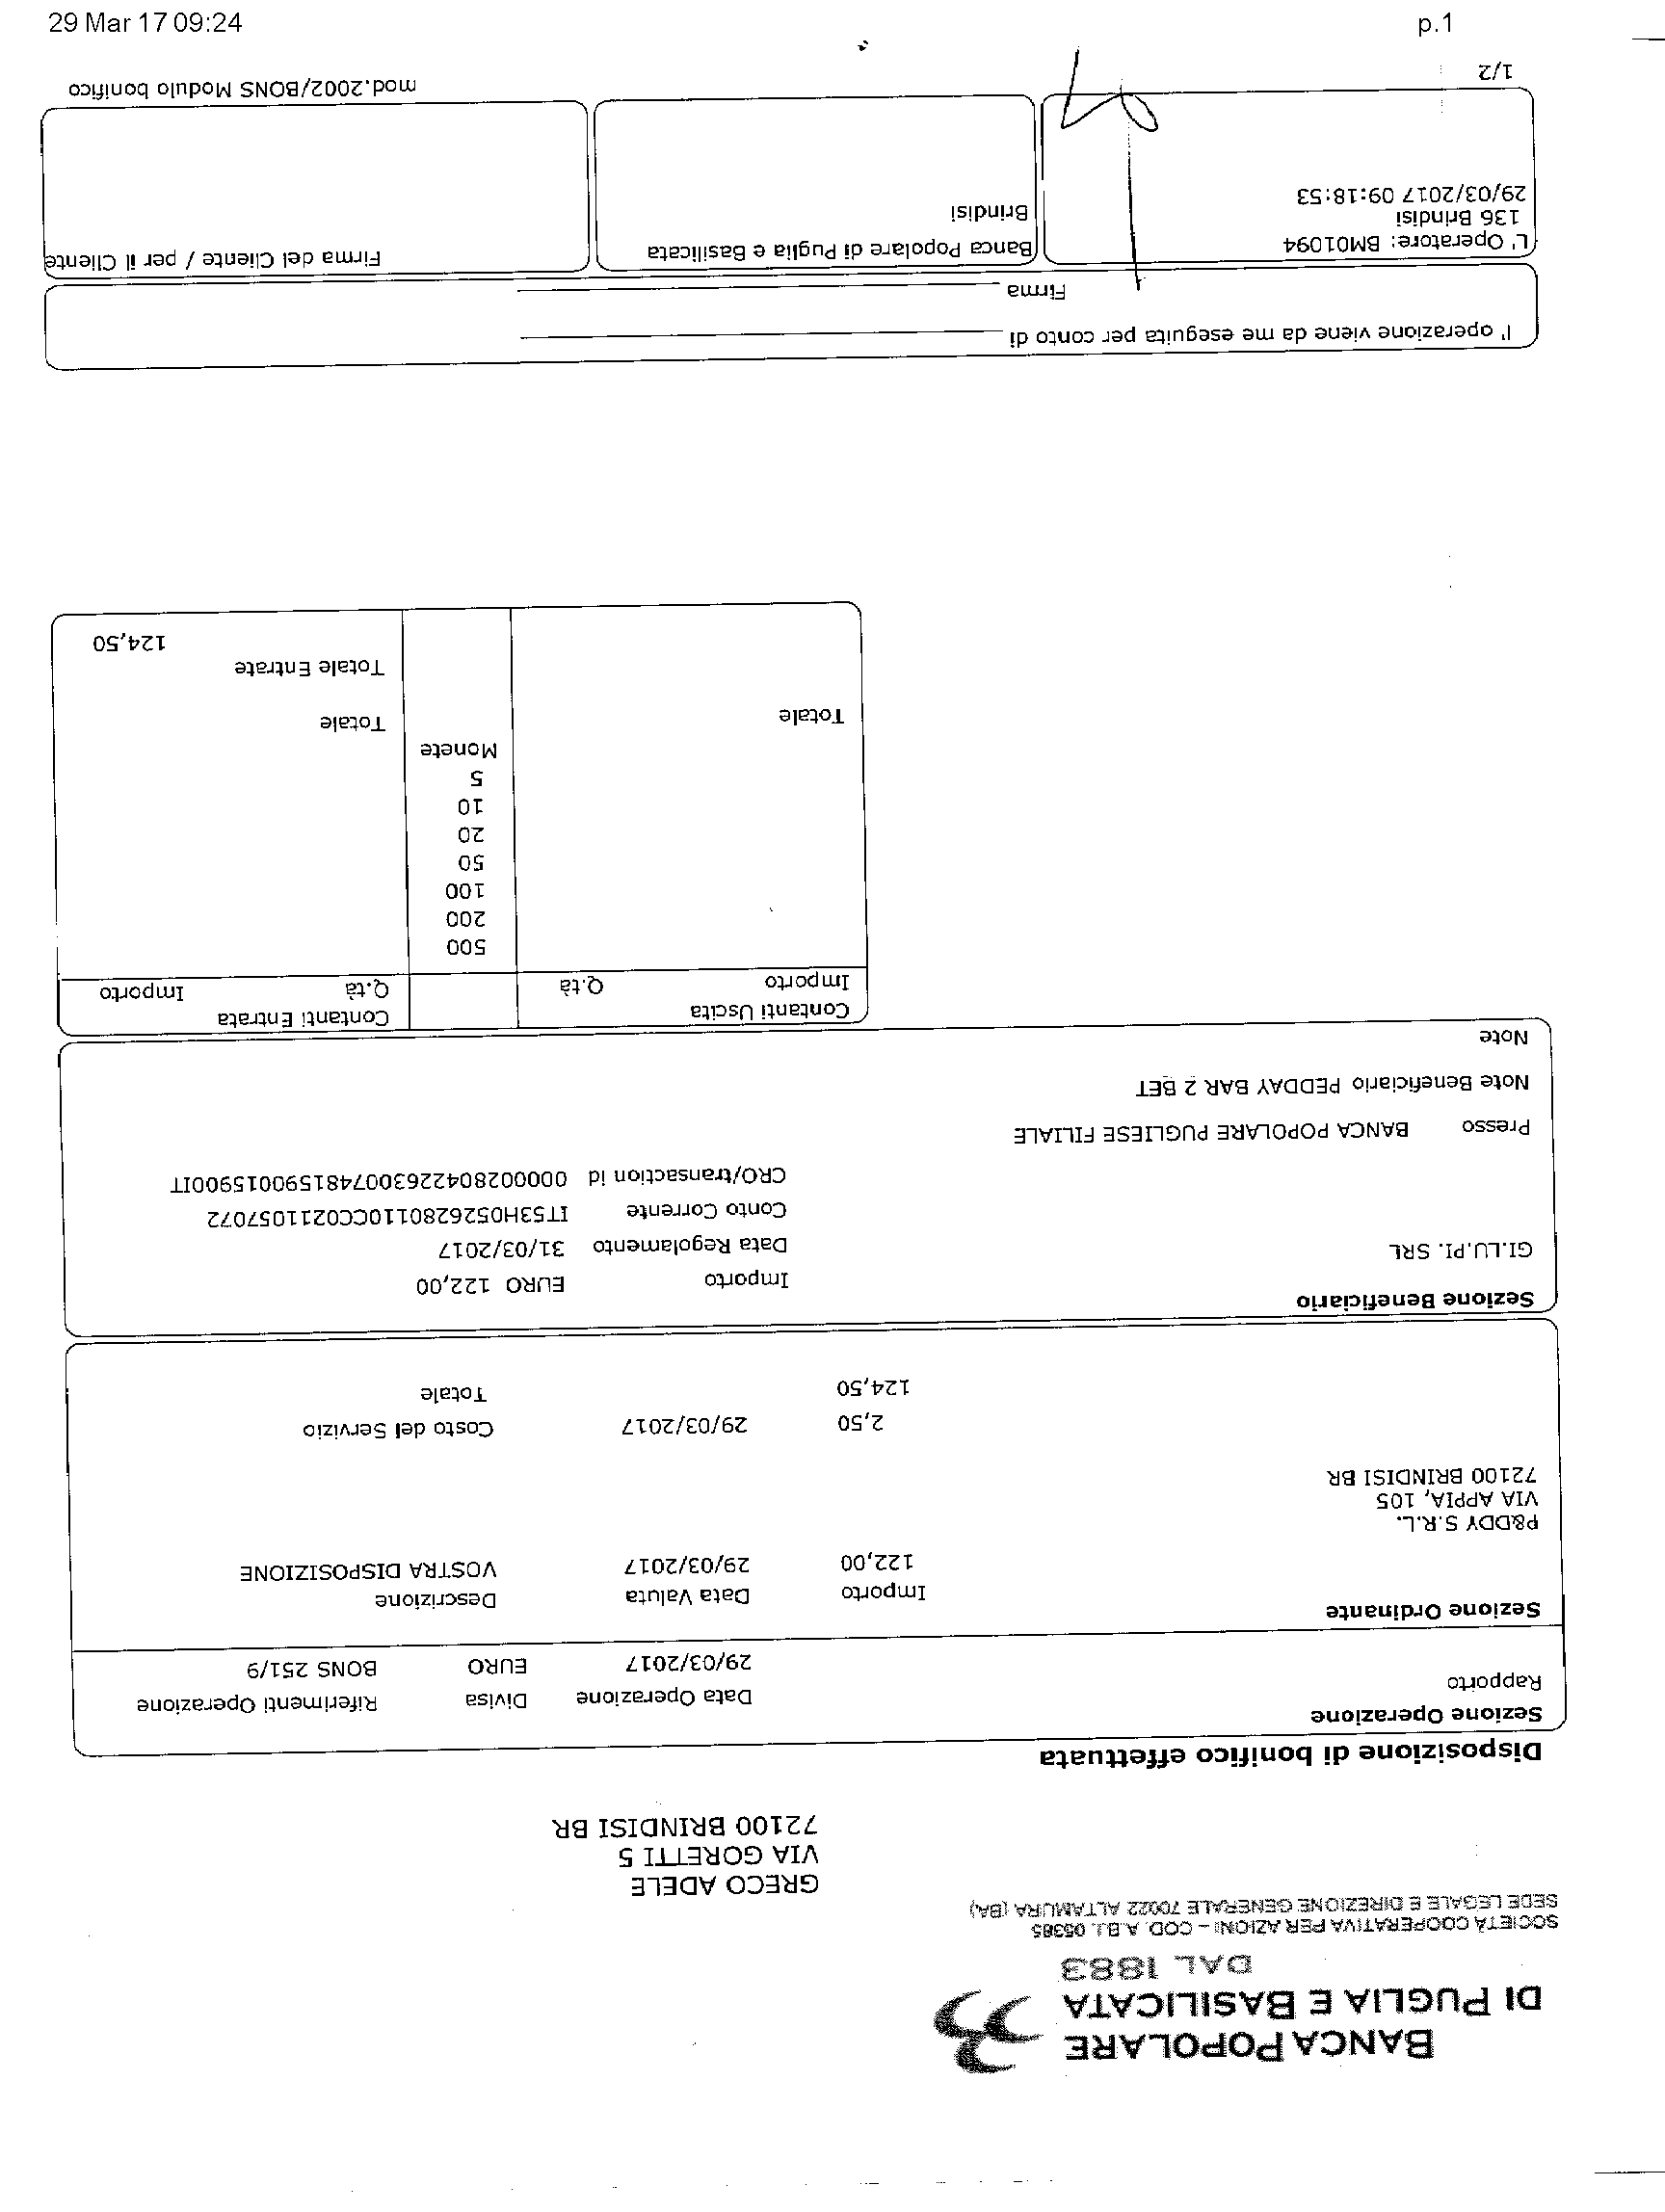 29 Mar 17 09:24 p.1
BANCA POPOLARE
DI PUGLIA E BASILICATA
DAL 1883
SOCIETÀ COOPERATIVA PER AZIONI - COD. A.B.I. 05385
SEDE LEGALE E DIREZIONE GENERALE 70022 ALTAMURA (BA)
GRECO ADELE
VIA GORETTI 5
72100 BRINDISI BR
Disposizione di bonifico effettuata
Sezione Operazione
Rapporto Data Operazione Divisa Riferimenti Operazione
29/03/2017 EURO BONS 251/9
Sezione Ordinante Importo Data Valuta Descrizione
122,00 29/03/2017 VOSTRA DISPOSIZIONE
P&DDY S.R.L.
VIA APPIA, 105
72100 BRINDISI BR
2,50 29/03/2017 Costo del Servizio
124,50 Totale
Sezione Beneficiario
GI.LU.PI. SRL
Importo EURO 122,00
Data Regolamento 31/03/2017
Conto Corrente IT53H0526280110CC0211057072
CRO/transaction id 0000028042263007481590015900IT
Presso BANCA POPOLARE PUGLIESE FILIALE
Note Beneficiario PEDDAY BAR 2 BET
Note
Contanti Uscita Contanti Entrata
Importo Q.tà Q.tà Importo
500
200
100
50
20
10
5
Monete
Totale Totale
Totale Entrate
124,50
l' operazione viene da me eseguita per conto di
Firma
L' Operatore: BM01094 Banca Popolare di Puglia e Basilicata Firma del Cliente / per il Cliente
136 Brindisi Brindisi
29/03/2017 09:18:53
1/2 mod.2002/BONS Modulo bonifico